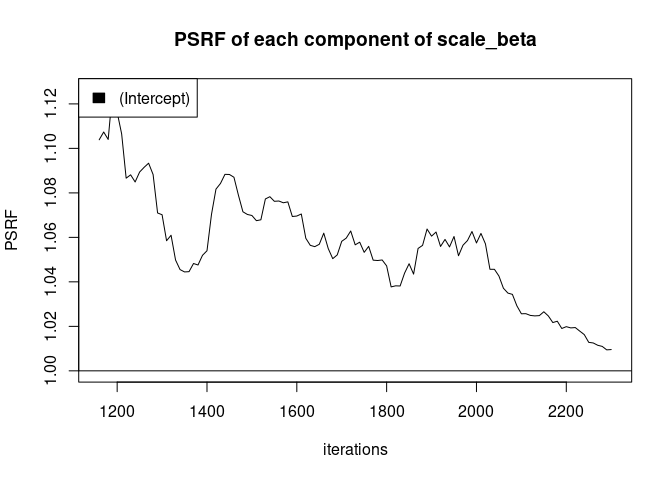 PSRF of each component of scale_beta
(Intercept)
PSRF
1.12
1.10
1.08
1.06
1.04
1.02
1.00
1200 1400 1600 1800 2000 2200
iterations